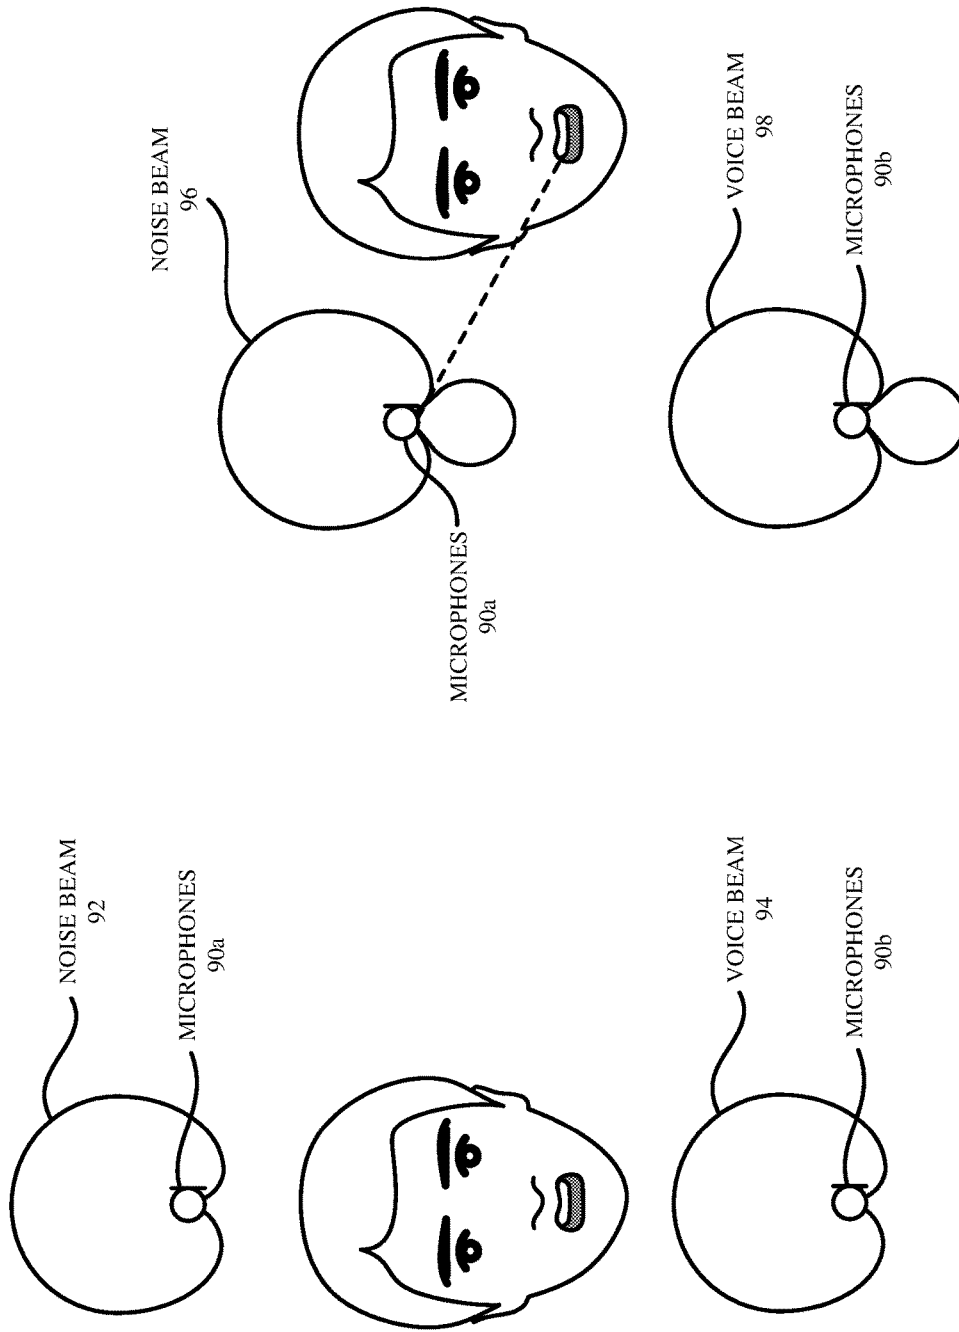 NOISE BEAM
96
MICROPHONES
90a
VOICE BEAM
98
MICROPHONES
90b
NOISE BEAM
92
MICROPHONES
90a
VOICE BEAM
94
MICROPHONES
90b